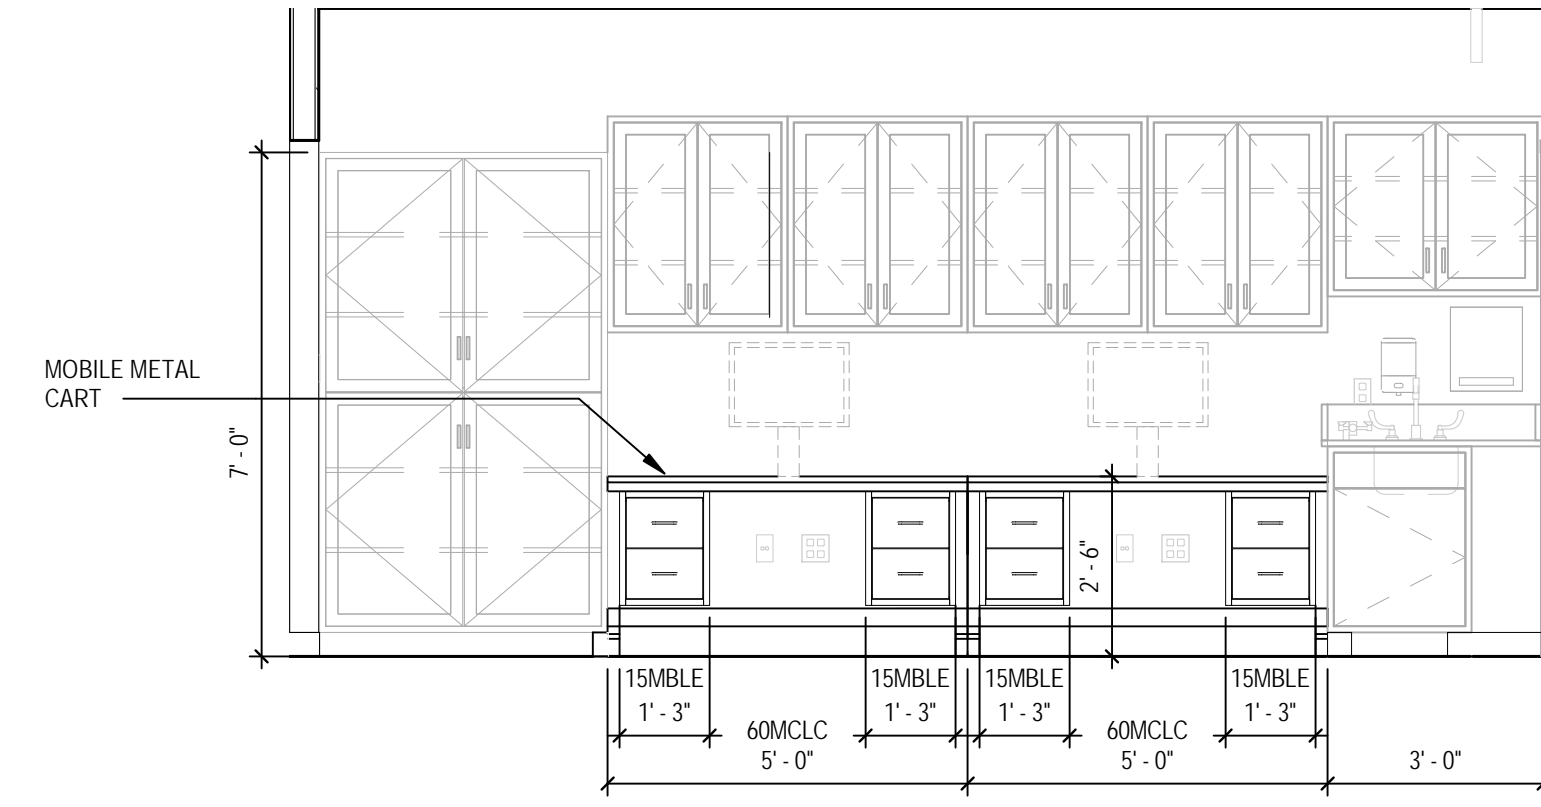 MOBILE METAL
CART
7' - 0"
2' - 6"
15MBLE
1' - 3"
15MBLE
1' - 3"
15MBLE
1' - 3"
15MBLE
1' - 3"
60MCLC
5' - 0"
60MCLC
5' - 0"
3' - 0"